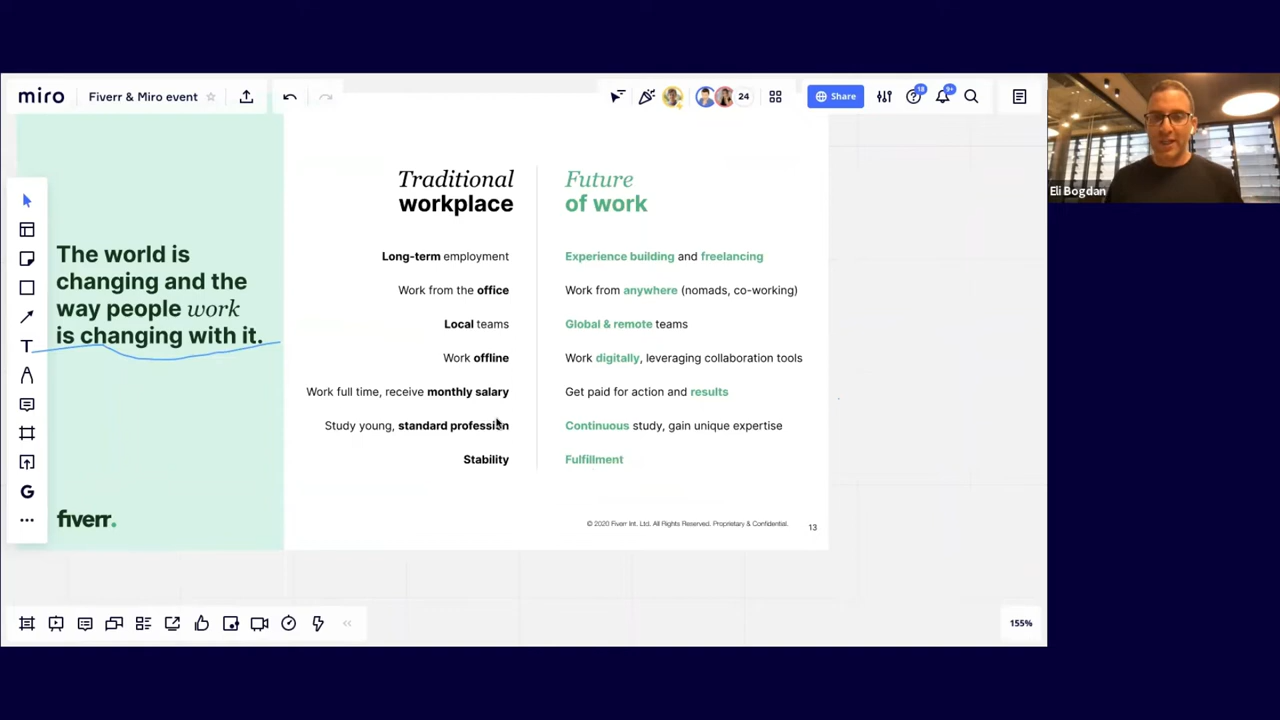 miro
Fiverr & Miro event
24
Share
18
9+
Eli Bogdan
The world is
changing and the
way people work
is changing with it.
fiverr.
Traditional
workplace
Future
of work
Long-term employment
Experience building and freelancing
Work from the office
Work from anywhere (nomads, co-working)
Local teams
Global & remote teams
Work offline
Work digitally, leveraging collaboration tools
Work full time, receive monthly salary
Get paid for action and results
Study young, standard profession
Continuous study, gain unique expertise
Stability
Fulfillment
© 2020 Fiverr Int. Ltd. All Rights Reserved. Proprietary & Confidential.
13
155%